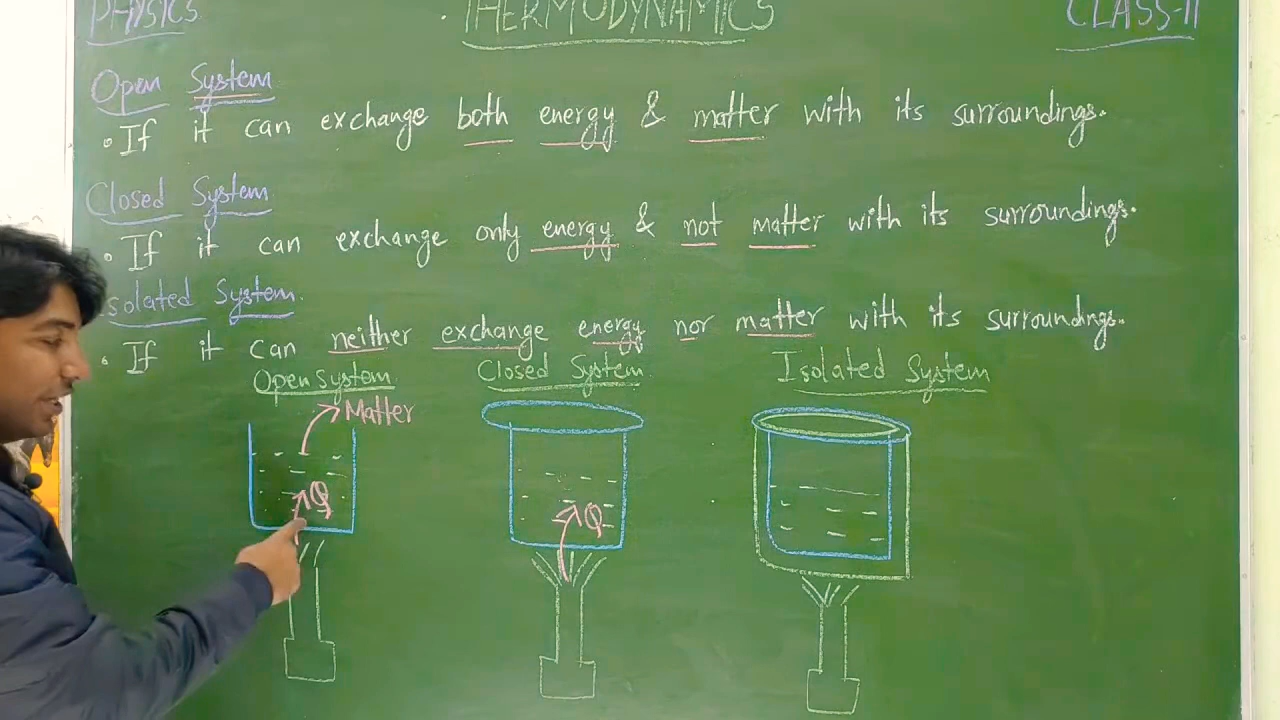 PHYSICS THERMODYNAMICS CLASS-11
Open System
• If it can exchange both energy & matter with its surroundings.
Closed System
• If it can exchange only energy & not matter with its surroundings.
solated System.
• If it can neither exchange energy nor matter with its surroundngs.
Open System Closed System Isolated System
Matter
Q Q